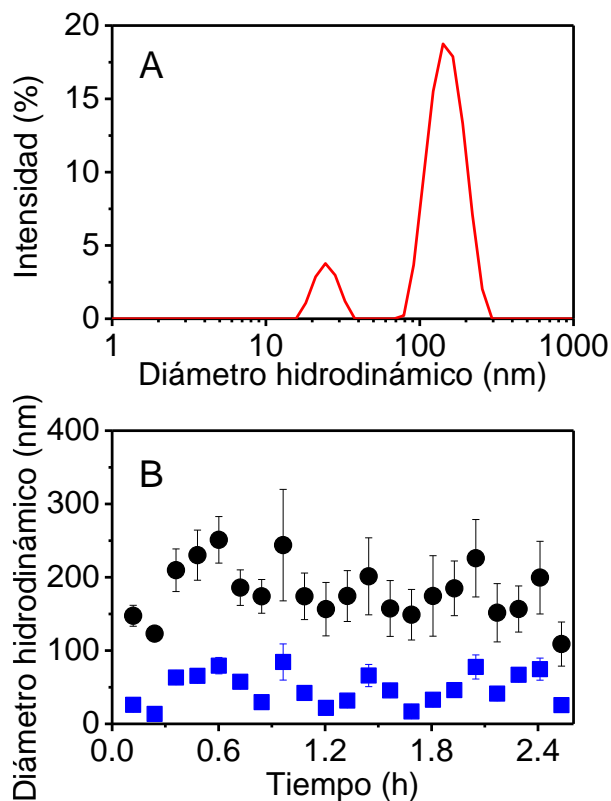 A
Intensidad (%)
20
15
10
5
0
1 10 100 1000
Diámetro hidrodinámico (nm)
B
Diámetro hidrodinámico (nm)
400
300
200
100
0
0.0 0.6 1.2 1.8 2.4
Tiempo (h)